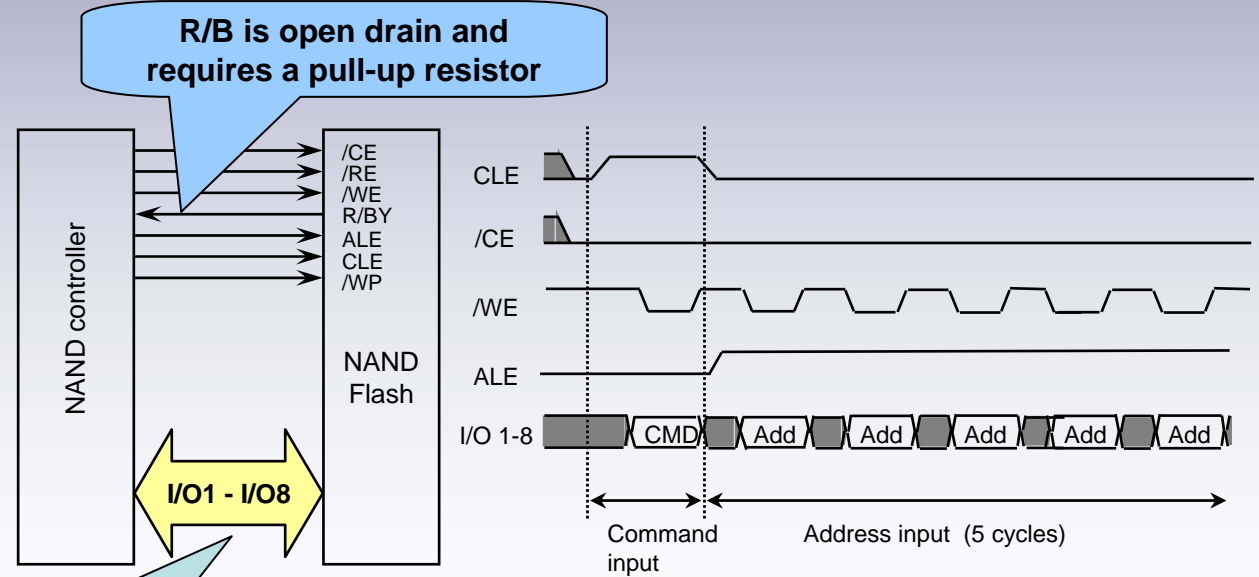 R/B is open drain and
requires a pull-up resistor
NAND controller
/CE
/RE
/WE
R/BY
ALE
CLE
/WP
NAND
Flash
I/O1 - I/O8
CLE
/CE
/WE
ALE
I/O 1-8
CMD Add Add Add Add Add
Command
input
Address input (5 cycles)